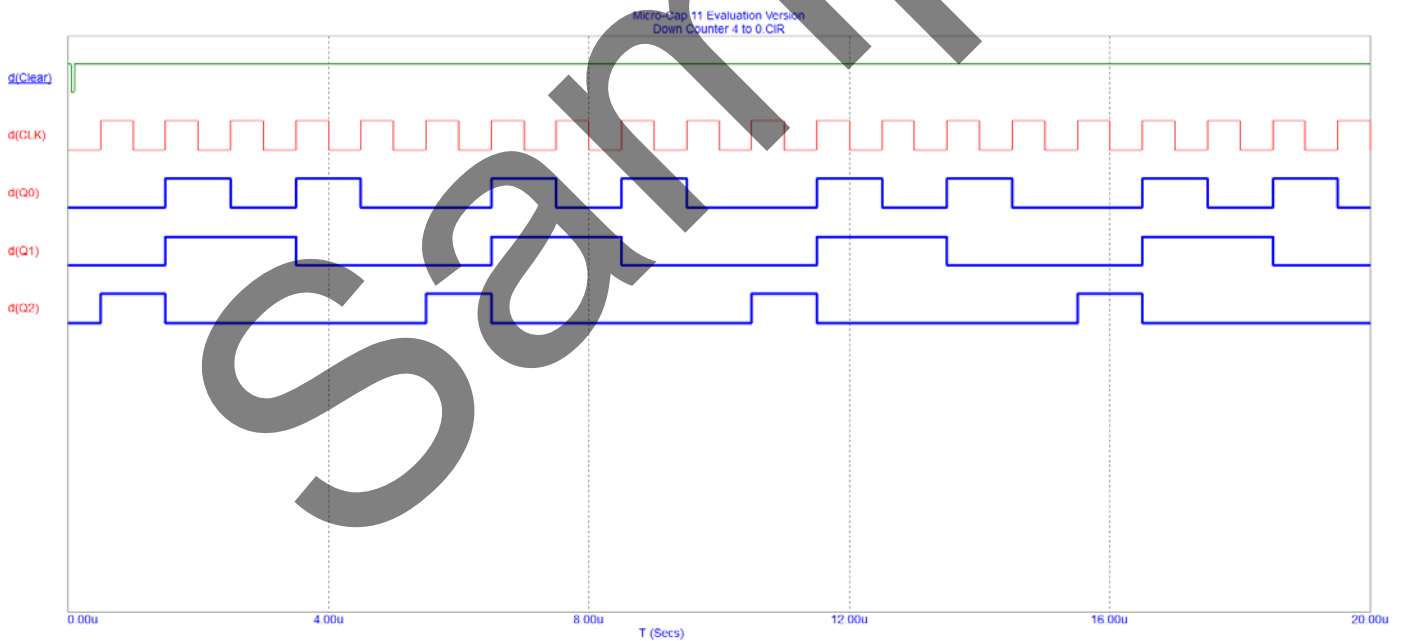 Micro-Cap 11 Evaluation Version
Down Counter 4 to 0.CIR
d(Clear)
d(CLK)
d(Q0)
d(Q1)
d(Q2)
0.00u 4.00u 8.00u 12.00u 16.00u 20.00u
T (Secs)
Sam